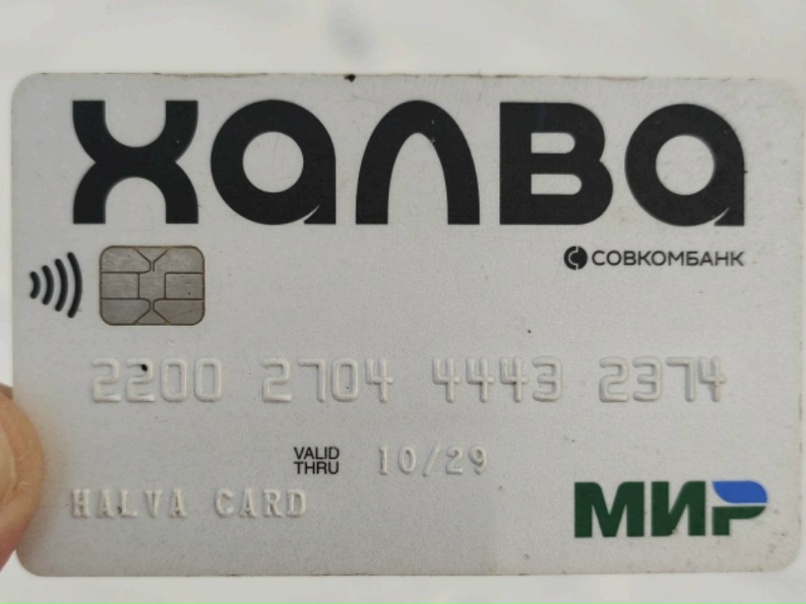 ХАЛВА
СОВКОМБАНК
2200 2704 4443 2374
VALID THRU 10/29
HALVA CARD
МИР